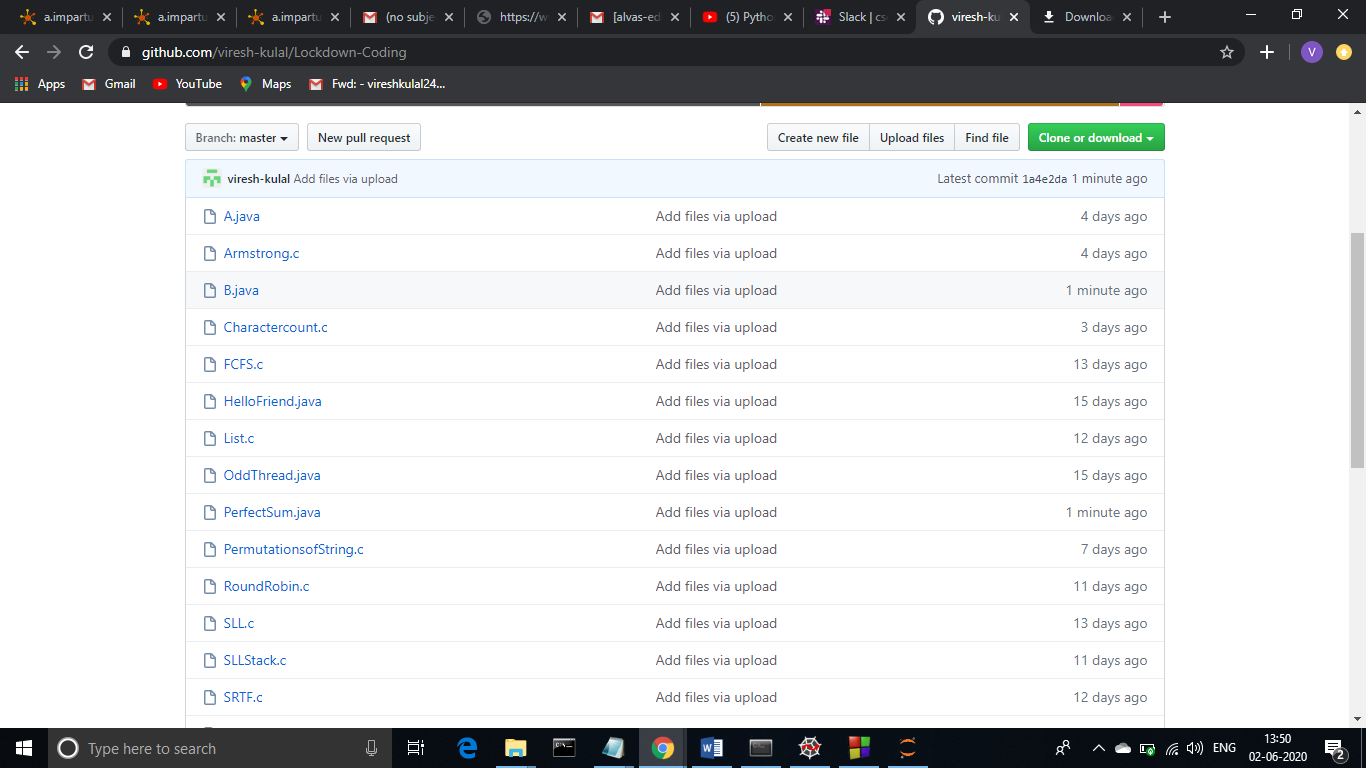 a.impartu
a.impartu
a.impartu
(no subje
https://w
[alvas-ed
(5) Pytho
Slack | cs
viresh-ku
Downloa
github.com/viresh-kulal/Lockdown-Coding
V
Apps
Gmail
YouTube
Maps
Fwd: - vireshkulal24...
Branch: master
New pull request
Create new file
Upload files
Find file
Clone or download
viresh-kulal Add files via upload
Latest commit 1a4e2da 1 minute ago
A.java Add files via upload 4 days ago
Armstrong.c Add files via upload 4 days ago
B.java Add files via upload 1 minute ago
Charactercount.c Add files via upload 3 days ago
FCFS.c Add files via upload 13 days ago
HelloFriend.java Add files via upload 15 days ago
List.c Add files via upload 12 days ago
OddThread.java Add files via upload 15 days ago
PerfectSum.java Add files via upload 1 minute ago
PermutationsofString.c Add files via upload 7 days ago
RoundRobin.c Add files via upload 11 days ago
SLL.c Add files via upload 13 days ago
SLLStack.c Add files via upload 11 days ago
SRTF.c Add files via upload 12 days ago
Type here to search
ENG
13:50
02-06-2020
2